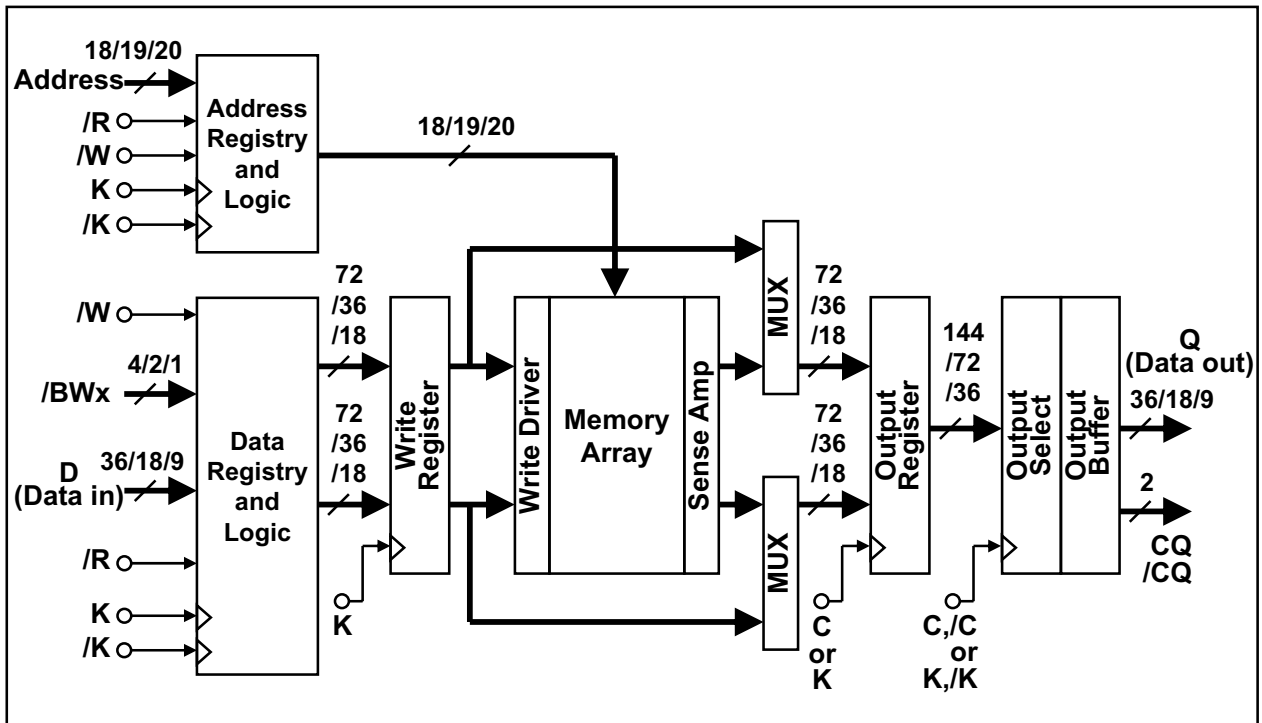 18/19/20
Address
/R
/W
K
/K
Address
Registry
and
Logic
18/19/20
/W
4/2/1
/BWx
36/18/9
D
(Data in)
/R
K
/K
Data
Registry
and
Logic
72
/36
/18
72
/36
/18
Write
Register
K
Write Driver
Memory
Array
Sense Amp
MUX
MUX
72
/36
/18
72
/36
/18
Output
Register
C
or
K
144
/72
/36
Output
Select
Output
Buffer
C,/C
or
K,/K
Q
(Data out)
36/18/9
2
CQ
/CQ